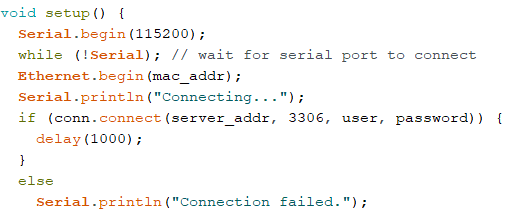 void setup() {
  Serial.begin(115200);
  while (!Serial); // wait for serial port to connect
  Ethernet.begin(mac_addr);
  Serial.println("Connecting...");
  if (conn.connect(server_addr, 3306, user, password)) {
    delay(1000);
  }
  else
    Serial.println("Connection failed.");